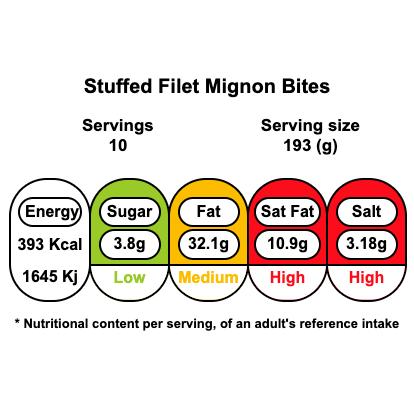 Stuffed Filet Mignon Bites
Servings
10
Serving size
193 (g)
Energy
393 Kcal
1645 Kj
Sugar
3.8g
Low
Fat
32.1g
Medium
Sat Fat
10.9g
High
Salt
3.18g
High
* Nutritional content per serving, of an adult's reference intake